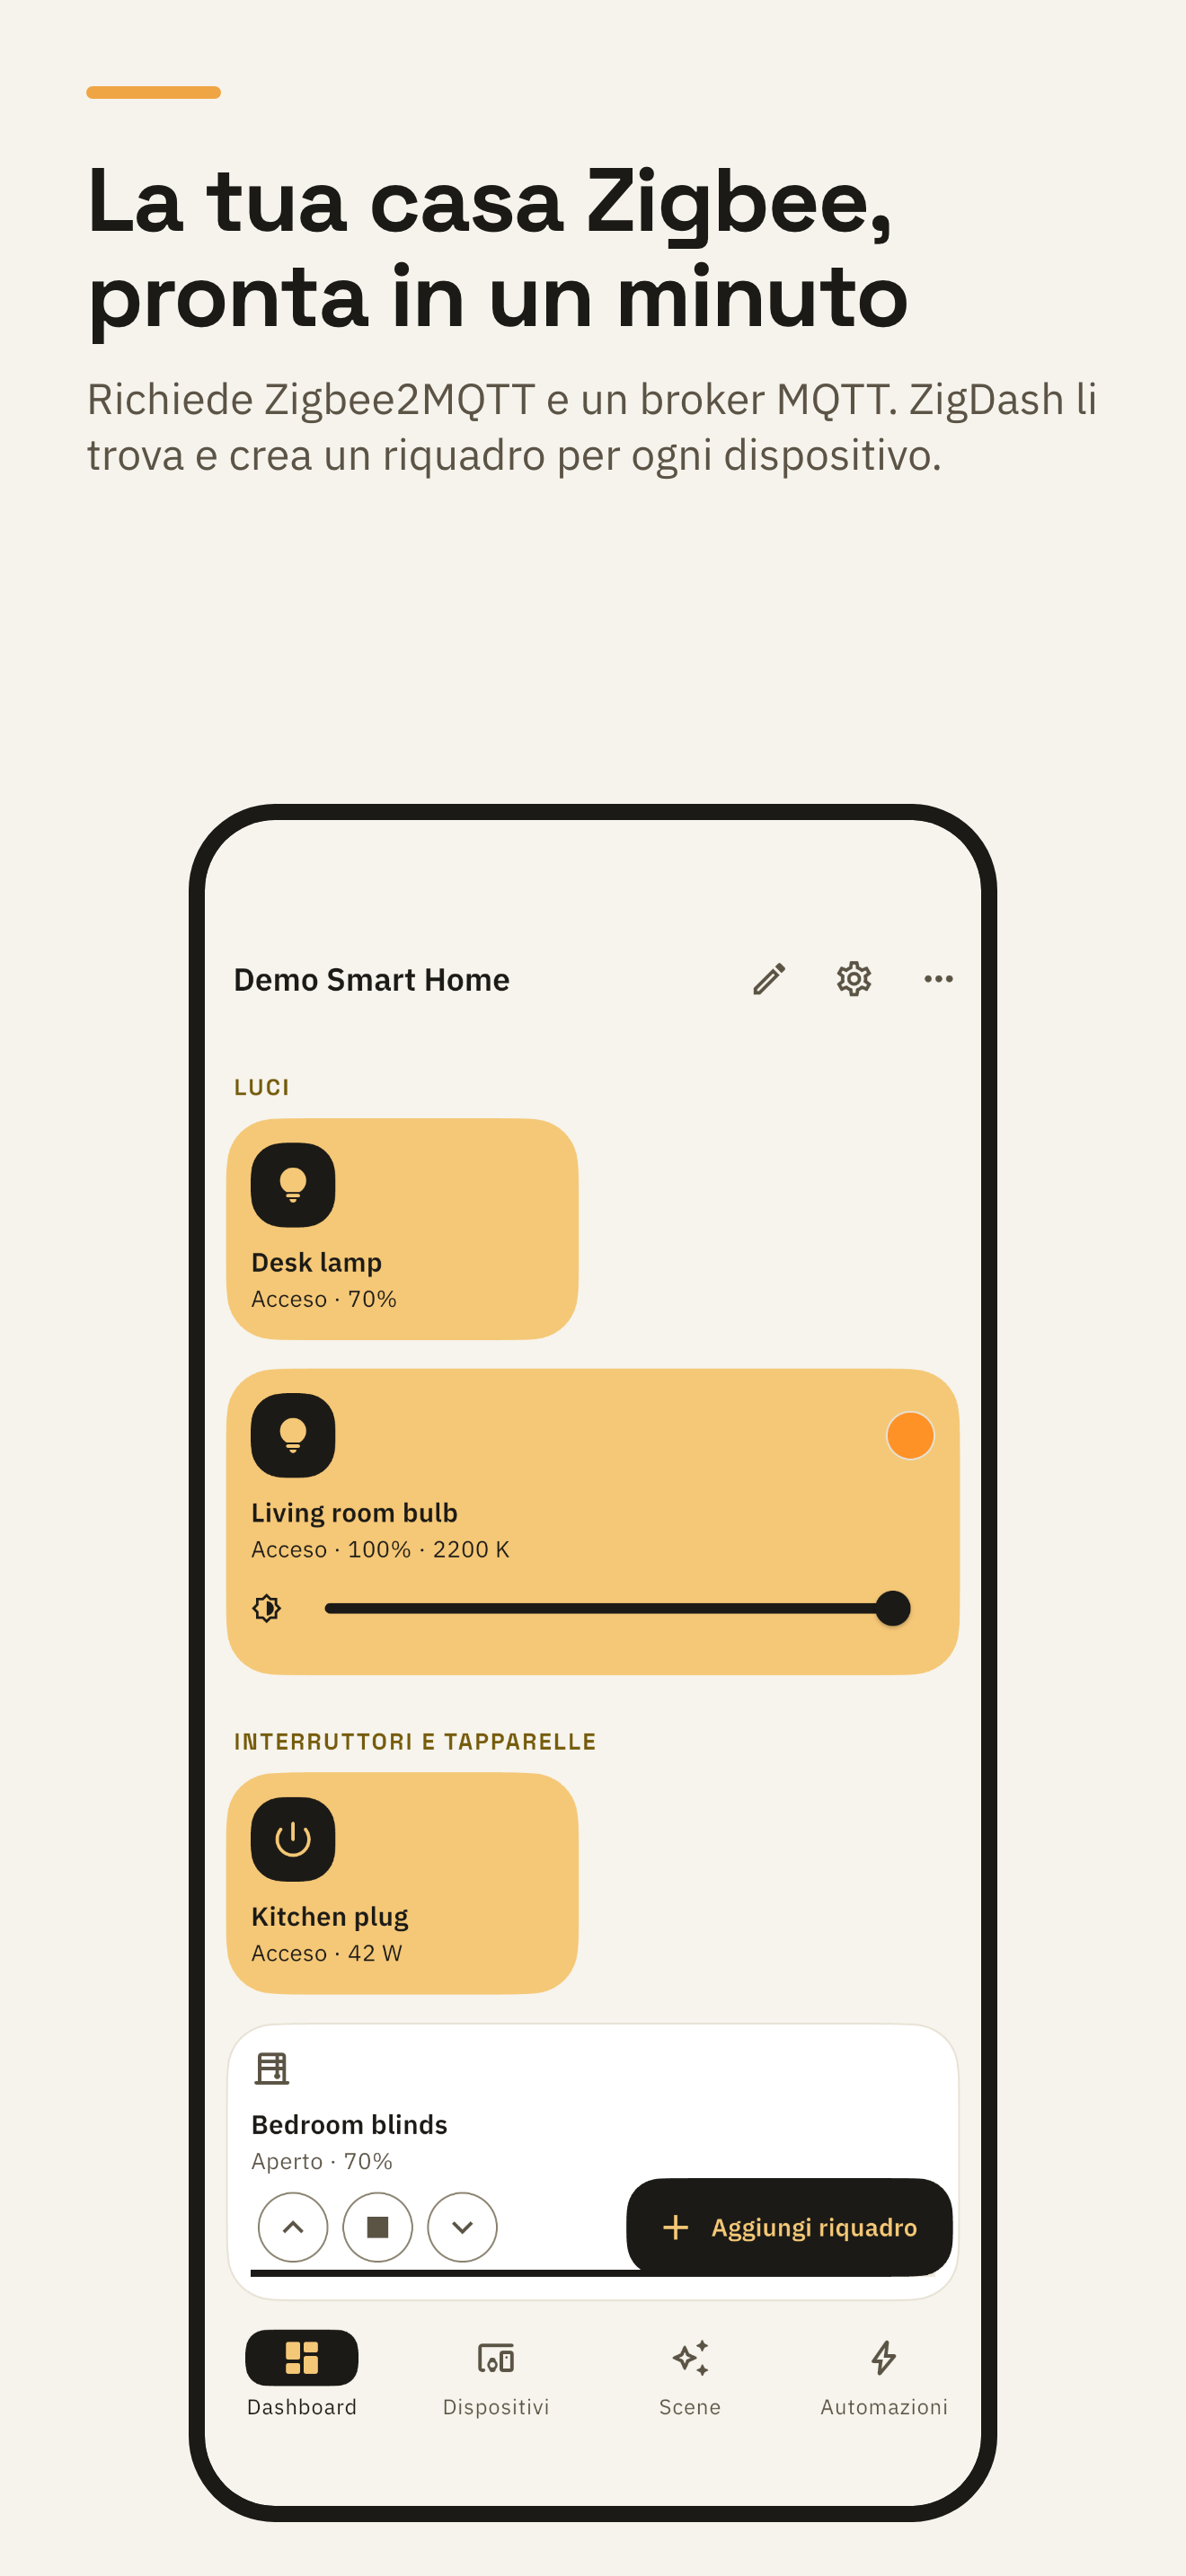 La tua casa Zigbee,
pronta in un minuto
Richiede Zigbee2MQTT e un broker MQTT. ZigDash li
trova e crea un riquadro per ogni dispositivo.
Demo Smart Home
LUCI
Desk lamp
Acceso · 70%
Living room bulb
Acceso · 100% · 2200 K
INTERRUTTORI E TAPPARELLE
Kitchen plug
Acceso · 42 W
Bedroom blinds
Aperto · 70%
Aggiungi riquadro
Dashboard
Dispositivi
Scene
Automazioni